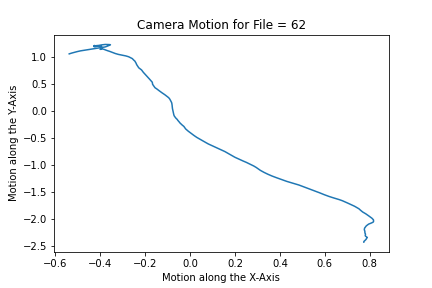 Camera Motion for File = 62
Motion along the Y-Axis
1.0
0.5
0.0
−0.5
−1.0
−1.5
−2.0
−2.5
−0.6 −0.4 −0.2 0.0 0.2 0.4 0.6 0.8
Motion along the X-Axis